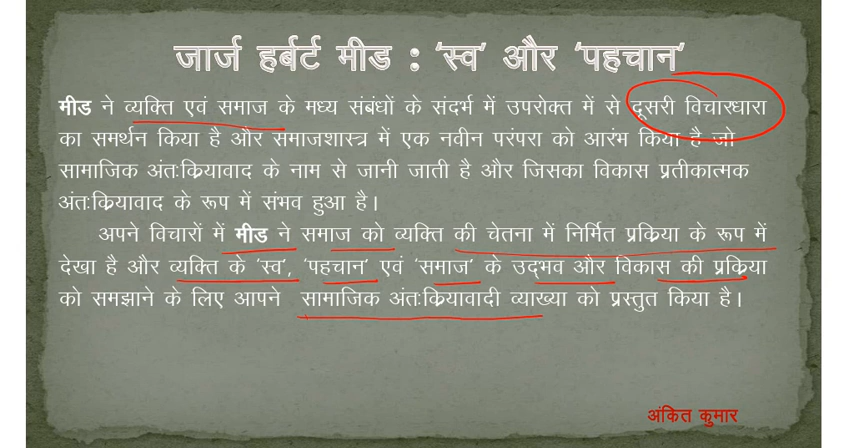 जार्ज हर्बर्ट मीड : 'स्व' और 'पहचान'
मीड ने व्यक्ति एवं समाज के मध्य संबंधों के संदर्भ में उपरोक्त में से दूसरी विचारधारा
का समर्थन किया है और समाजशास्त्र में एक नवीन परंपरा को आरंभ किया है जो
सामाजिक अंतःक्रियावाद के नाम से जानी जाती है और जिसका विकास प्रतीकात्मक
अंतःक्रियावाद के रूप में संभव हुआ है।
अपने विचारों में मीड ने समाज को व्यक्ति की चेतना में निर्मित प्रक्रिया के रूप में
देखा है और व्यक्ति के 'स्व', 'पहचान' एवं 'समाज' के उद्भव और विकास की प्रक्रिया
को समझाने के लिए आपने सामाजिक अंतःक्रियावादी व्याख्या को प्रस्तुत किया है।
अंकित कुमार